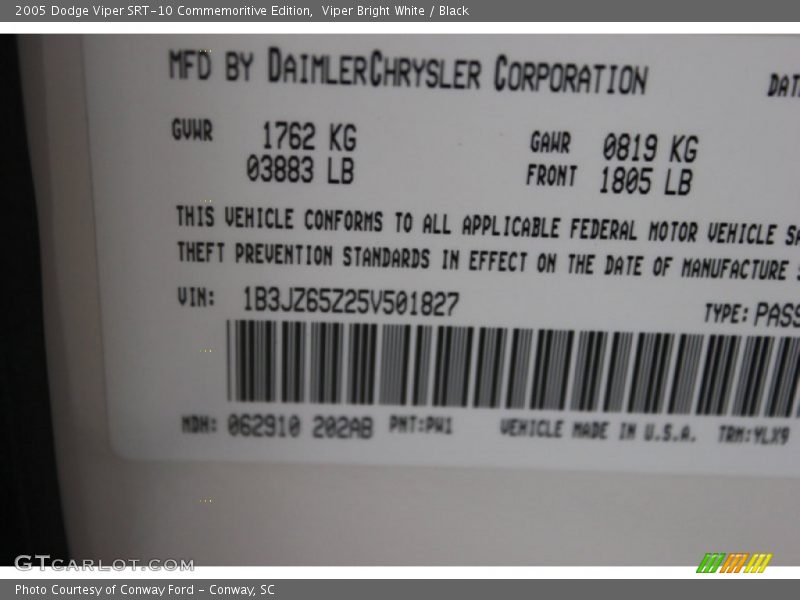 2005 Dodge Viper SRT-10 Commemoritive Edition, Viper Bright White / Black
MFD BY DAIMLERCHRYSLER CORPORATION
DAT
GVWR 1762 KG GAWR 0819 KG
03883 LB FRONT 1805 LB
THIS VEHICLE CONFORMS TO ALL APPLICABLE FEDERAL MOTOR VEHICLE SA
THEFT PREVENTION STANDARDS IN EFFECT ON THE DATE OF MANUFACTURE S
VIN: 1B3JZ65Z25V501827 TYPE: PASS
MDH: 062910 202AB PNT:PW1 VEHICLE MADE IN U.S.A. TRM:YLX9
GTCARLOT.COM
Photo Courtesy of Conway Ford - Conway, SC